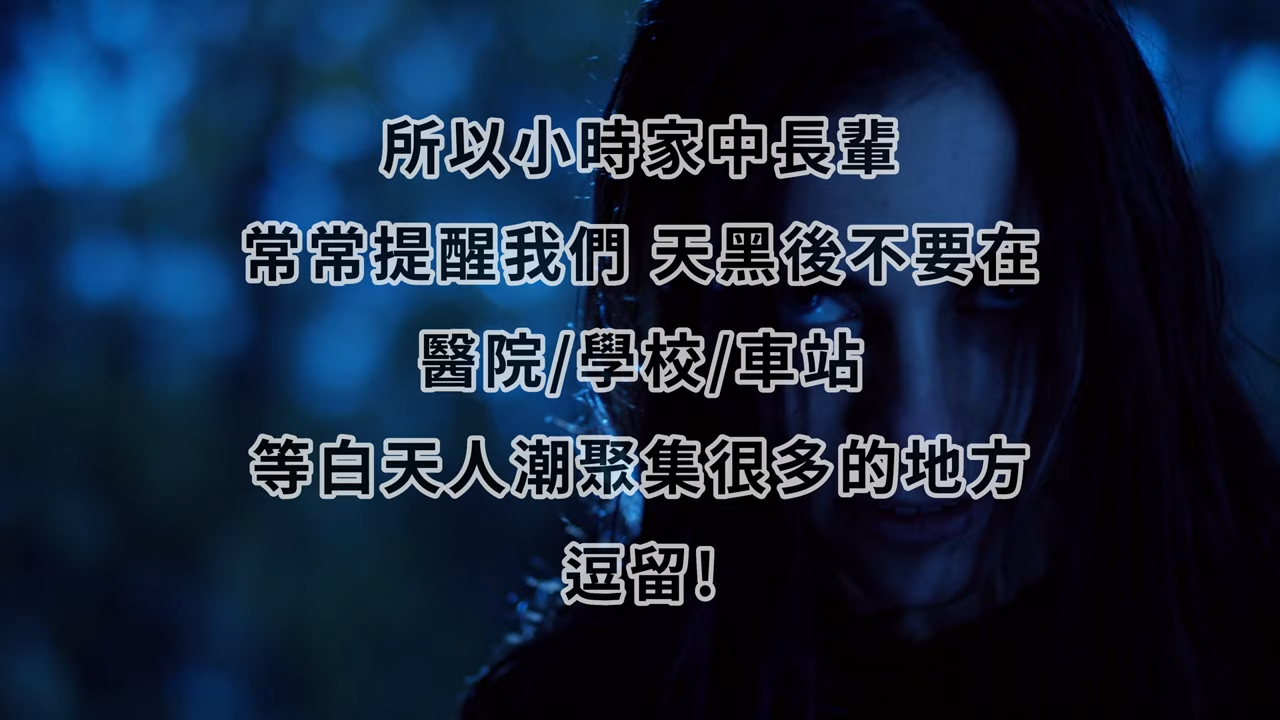 所以小時家中長輩
常常提醒我們 天黑後不要在
醫院/學校/車站
等白天人潮聚集很多的地方
逗留！